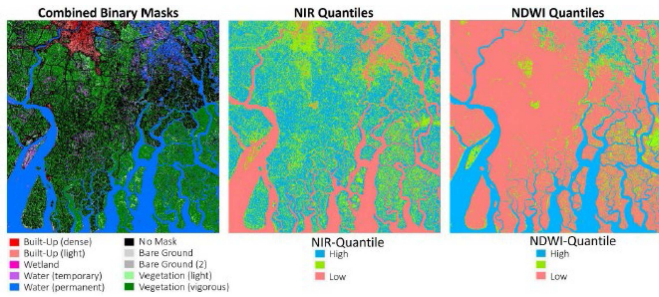 Combined Binary Masks
NIR Quantiles
NDWI Quantiles
Built-Up (dense)
Built-Up (light)
Wetland
Water (temporary)
Water (permanent)
No Mask
Bare Ground
Bare Ground (2)
Vegetation (light)
Vegetation (vigorous)
NIR-Quantile
High
Low
NDWI-Quantile
High
Low